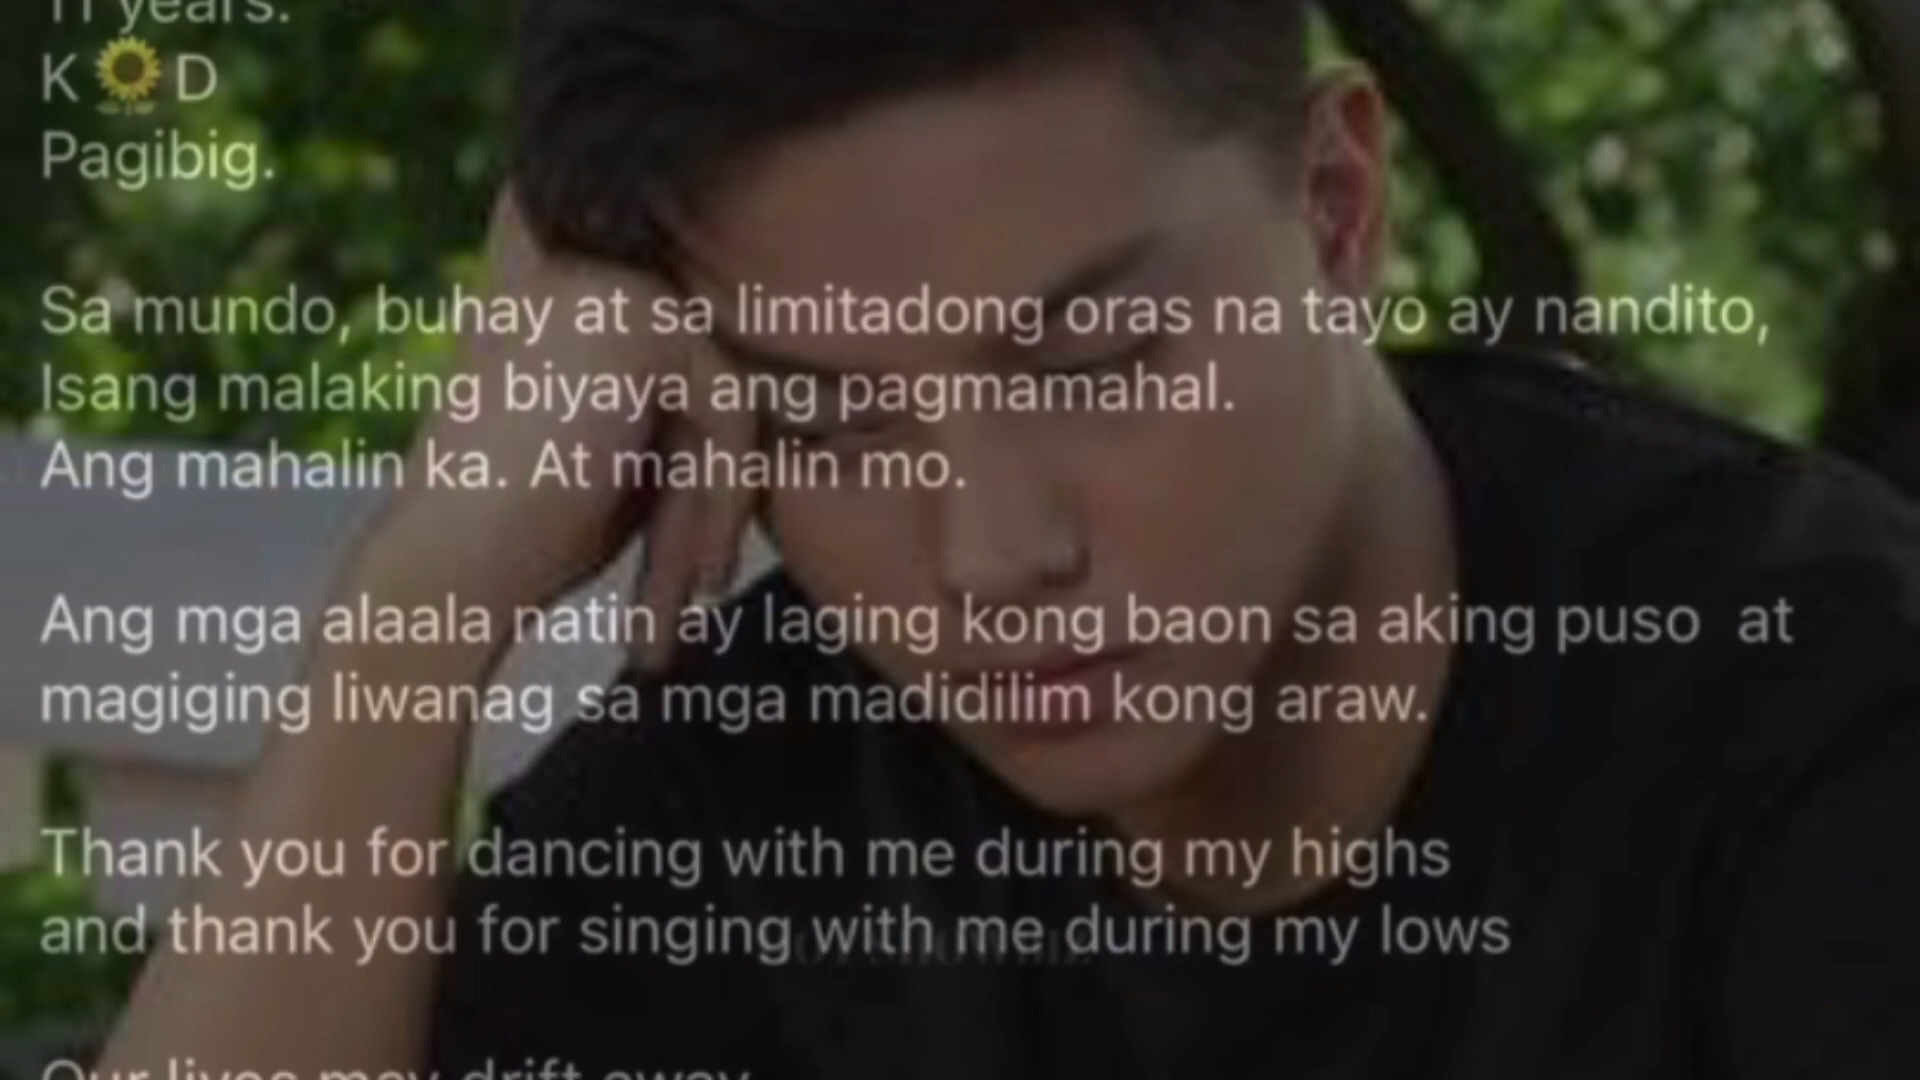 11 years.
K🌻D
Pagibig.
Sa mundo, buhay at sa limitadong oras na tayo ay nandito,
Isang malaking biyaya ang pagmamahal.
Ang mahalin ka. At mahalin mo.
Ang mga alaala natin ay laging kong baon sa aking puso at
magiging liwanag sa mga madidilim kong araw.
Thank you for dancing with me during my highs
and thank you for singing with me during my lows
Our lives may drift away